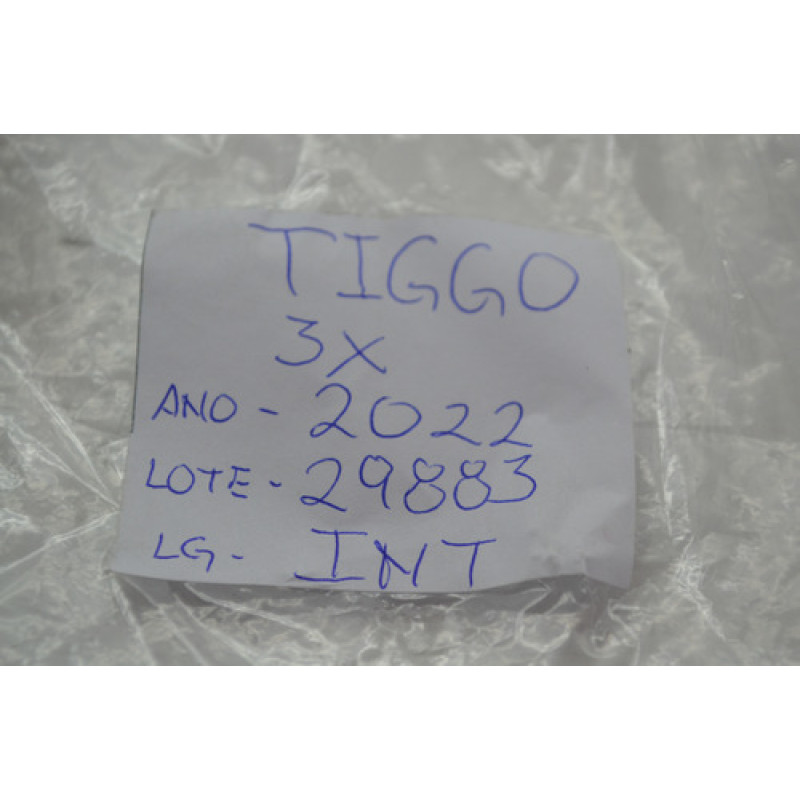 TIGGO
3X
ANO - 2022
LOTE - 29883
LG - INT